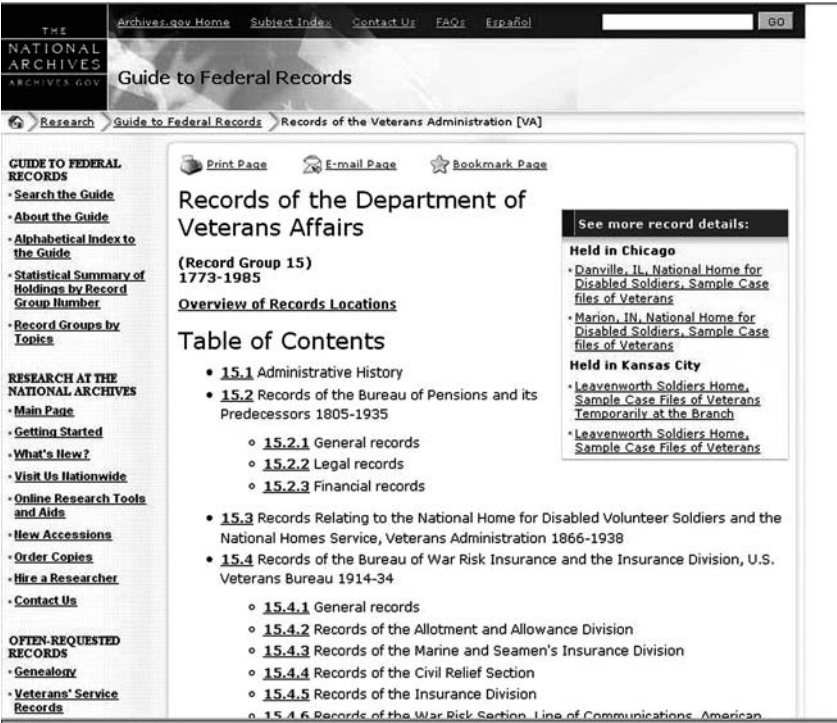 Archives.gov Home Subject Index Contact Us FAQs Español GO
THE
NATIONAL
ARCHIVES
ARCHIVES.GOV
Guide to Federal Records
Research Guide to Federal Records Records of the Veterans Administration [VA]
GUIDE TO FEDERAL
RECORDS
Search the Guide
About the Guide
Alphabetical Index to
the Guide
Statistical Summary of
Holdings by Record
Group Number
Record Groups by
Topics
RESEARCH AT THE
NATIONAL ARCHIVES
Main Page
Getting Started
What's New?
Visit Us Nationwide
Online Research Tools
and Aids
New Accessions
Order Copies
Hire a Researcher
Contact Us
OFTEN-REQUESTED
RECORDS
Genealogy
Veterans' Service
Records
Print Page E-mail Page Bookmark Page
Records of the Department of
Veterans Affairs
(Record Group 15)
1773-1985
Overview of Records Locations
Table of Contents
15.1 Administrative History
15.2 Records of the Bureau of Pensions and its
Predecessors 1805-1935
15.2.1 General records
15.2.2 Legal records
15.2.3 Financial records
15.3 Records Relating to the National Home for Disabled Volunteer Soldiers and the
National Homes Service, Veterans Administration 1866-1938
15.4 Records of the Bureau of War Risk Insurance and the Insurance Division, U.S.
Veterans Bureau 1914-34
15.4.1 General records
15.4.2 Records of the Allotment and Allowance Division
15.4.3 Records of the Marine and Seamen's Insurance Division
15.4.4 Records of the Civil Relief Section
15.4.5 Records of the Insurance Division
15.4.6 Records of the War Risk Section, Line of Communications, American
See more record details:
Held in Chicago
Danville, IL, National Home for
Disabled Soldiers, Sample Case
files of Veterans
Marion, IN, National Home for
Disabled Soldiers, Sample Case
files of Veterans
Held in Kansas City
Leavenworth Soldiers Home,
Sample Case Files of Veterans
Temporarily at the Branch
Leavenworth Soldiers Home,
Sample Case Files of Veterans